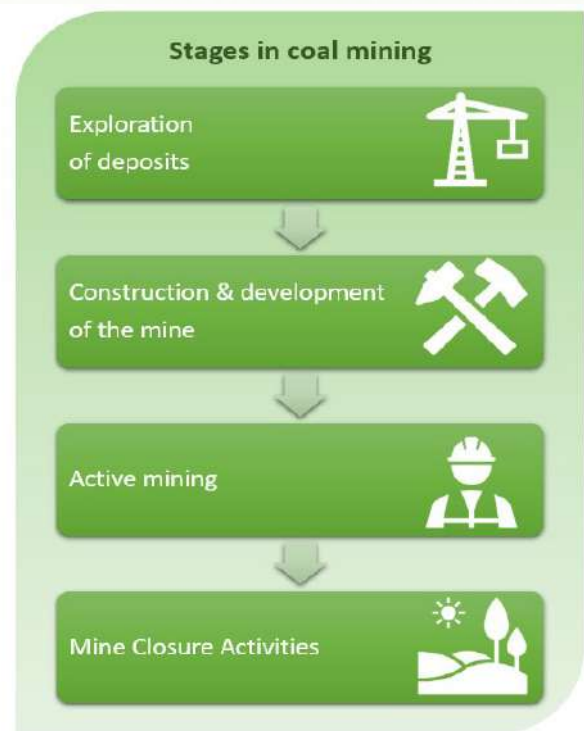 Stages in coal mining
Exploration
of deposits
Construction & development
of the mine
Active mining
Mine Closure Activities